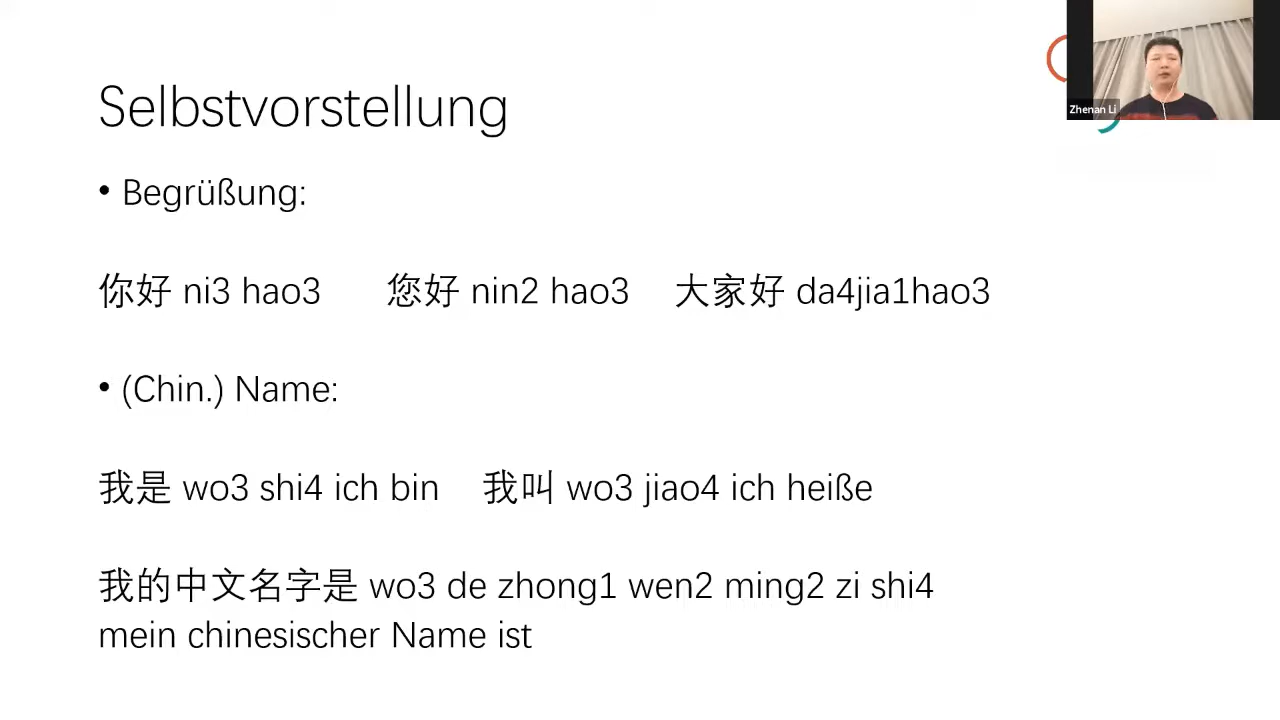 Zhenan Li
Selbstvorstellung
• Begrüßung:
你好 ni3 hao3 您好 nin2 hao3 大家好 da4jia1hao3
• (Chin.) Name:
我是 wo3 shi4 ich bin 我叫 wo3 jiao4 ich heiße
我的中文名字是 wo3 de zhong1 wen2 ming2 zi shi4
mein chinesischer Name ist